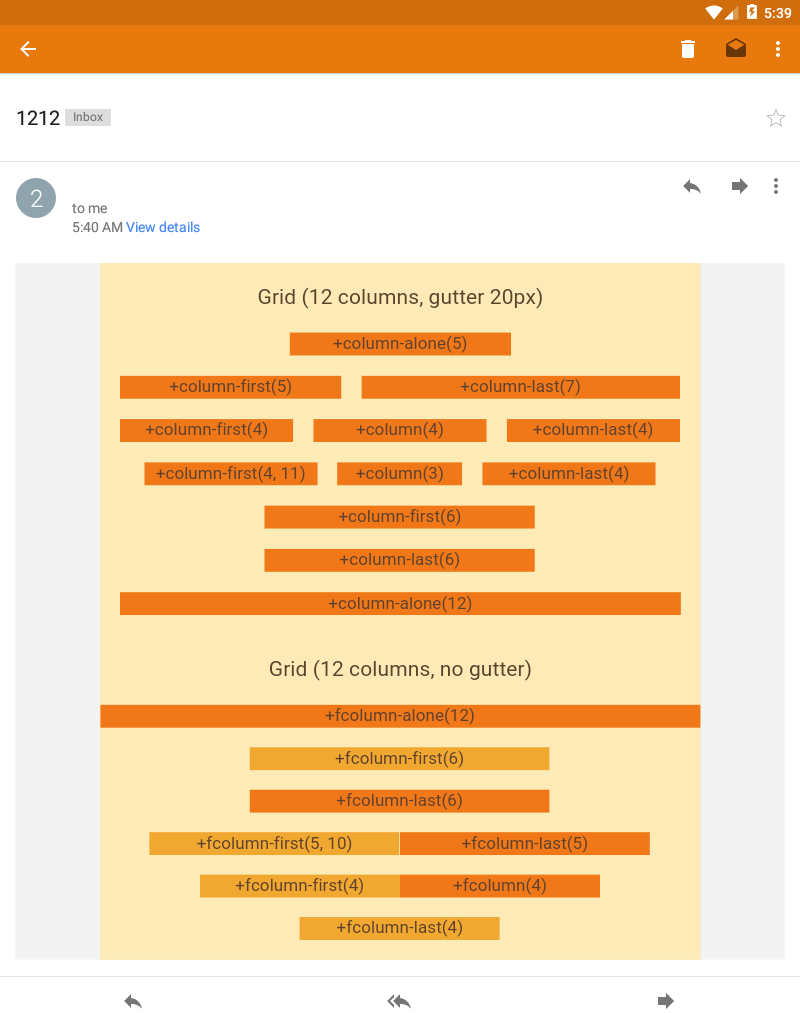 5:39
1212 Inbox
2
to me
5:40 AM View details
Grid (12 columns, gutter 20px)
+column-alone(5)
+column-first(5) +column-last(7)
+column-first(4) +column(4) +column-last(4)
+column-first(4, 11) +column(3) +column-last(4)
+column-first(6)
+column-last(6)
+column-alone(12)
Grid (12 columns, no gutter)
+fcolumn-alone(12)
+fcolumn-first(6)
+fcolumn-last(6)
+fcolumn-first(5, 10) +fcolumn-last(5)
+fcolumn-first(4) +fcolumn(4)
+fcolumn-last(4)